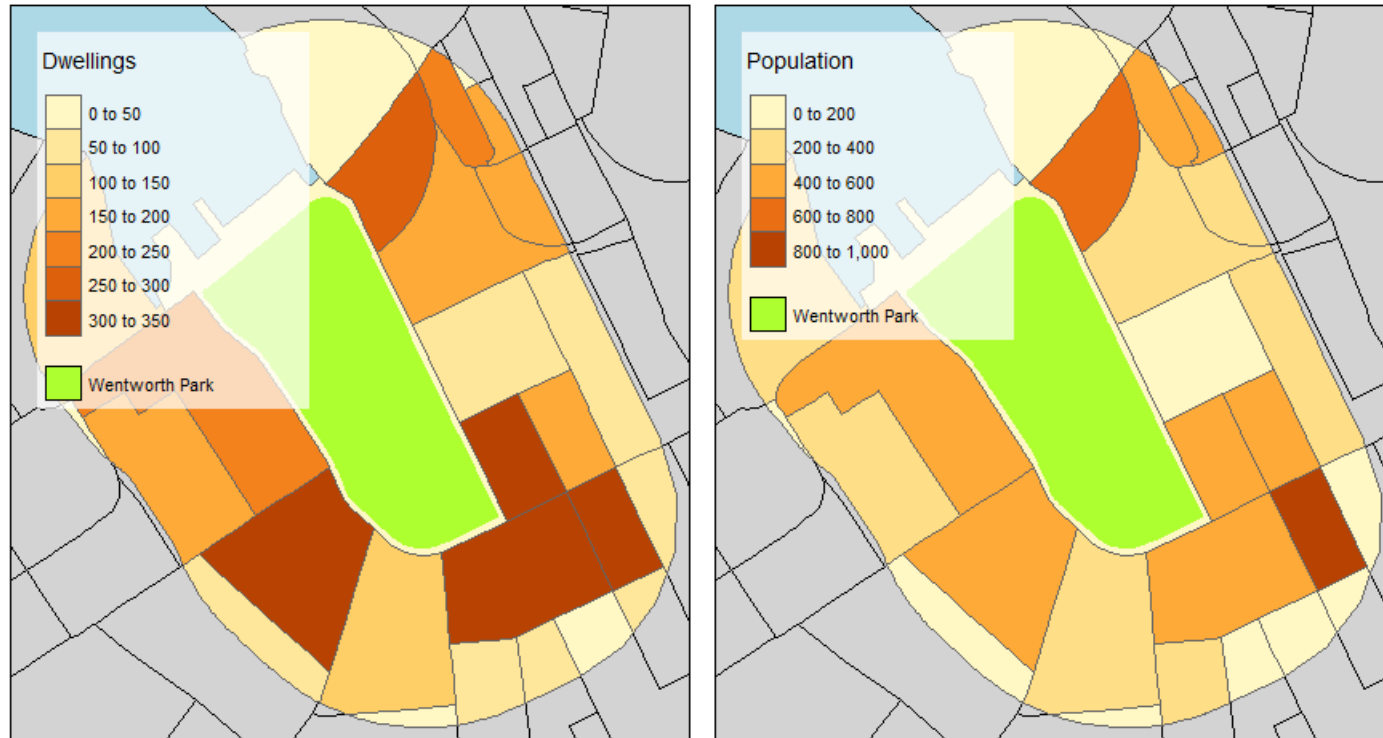 Dwellings
0 to 50
50 to 100
100 to 150
150 to 200
200 to 250
250 to 300
300 to 350
Wentworth Park
Population
0 to 200
200 to 400
400 to 600
600 to 800
800 to 1,000
Wentworth Park